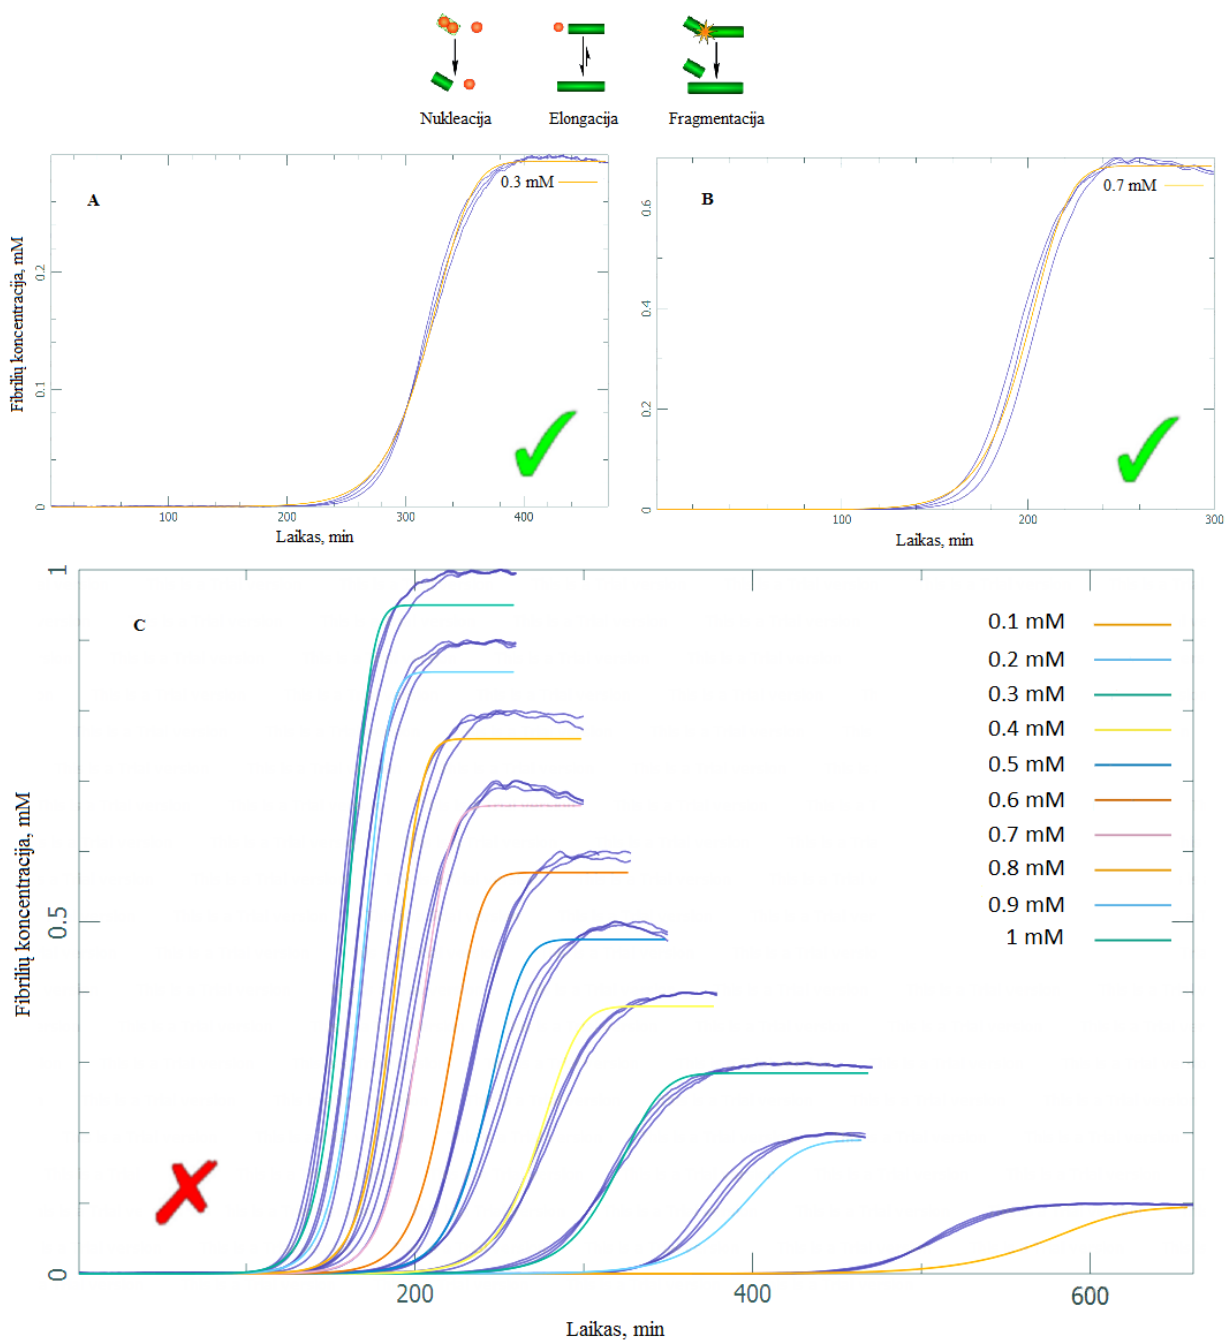 Nukleacija Elongacija Fragmentacija
A
0.3 mM
Fibrilių koncentracija, mM
0.2
0.1
0
100 200 300 400
Laikas, min
B
0.7 mM
0.6
0.4
0.2
0
100 200 300
Laikas, min
C
Fibrilių koncentracija, mM
1
0.5
0
0.1 mM
0.2 mM
0.3 mM
0.4 mM
0.5 mM
0.6 mM
0.7 mM
0.8 mM
0.9 mM
1 mM
200 400 600
Laikas, min